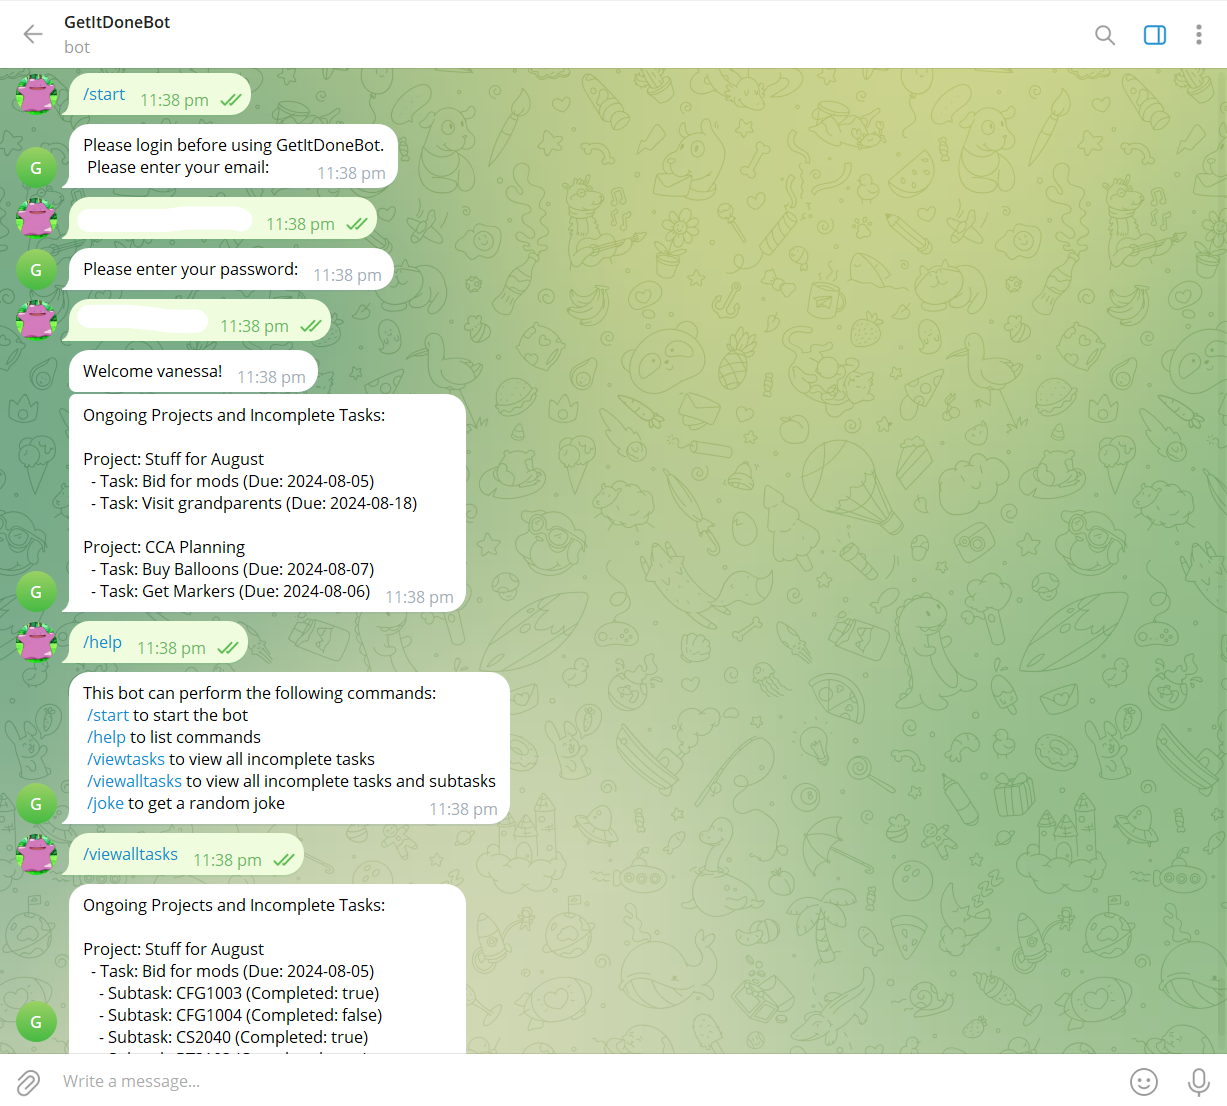 GetItDoneBot
bot
/start 11:38 pm
Please login before using GetItDoneBot.
Please enter your email: 11:38 pm
11:38 pm
G
Please enter your password: 11:38 pm
G
11:38 pm
Welcome vanessa! 11:38 pm
Ongoing Projects and Incomplete Tasks:
Project: Stuff for August
- Task: Bid for mods (Due: 2024-08-05)
- Task: Visit grandparents (Due: 2024-08-18)
Project: CCA Planning
- Task: Buy Balloons (Due: 2024-08-07)
- Task: Get Markers (Due: 2024-08-06) 11:38 pm
G
/help 11:38 pm
This bot can perform the following commands:
/start to start the bot
/help to list commands
/viewtasks to view all incomplete tasks
/viewalltasks to view all incomplete tasks and subtasks
/joke to get a random joke 11:38 pm
G
/viewalltasks 11:38 pm
Ongoing Projects and Incomplete Tasks:
Project: Stuff for August
- Task: Bid for mods (Due: 2024-08-05)
- Subtask: CFG1003 (Completed: true)
- Subtask: CFG1004 (Completed: false)
G
- Subtask: CS2040 (Completed: true)
Write a message...